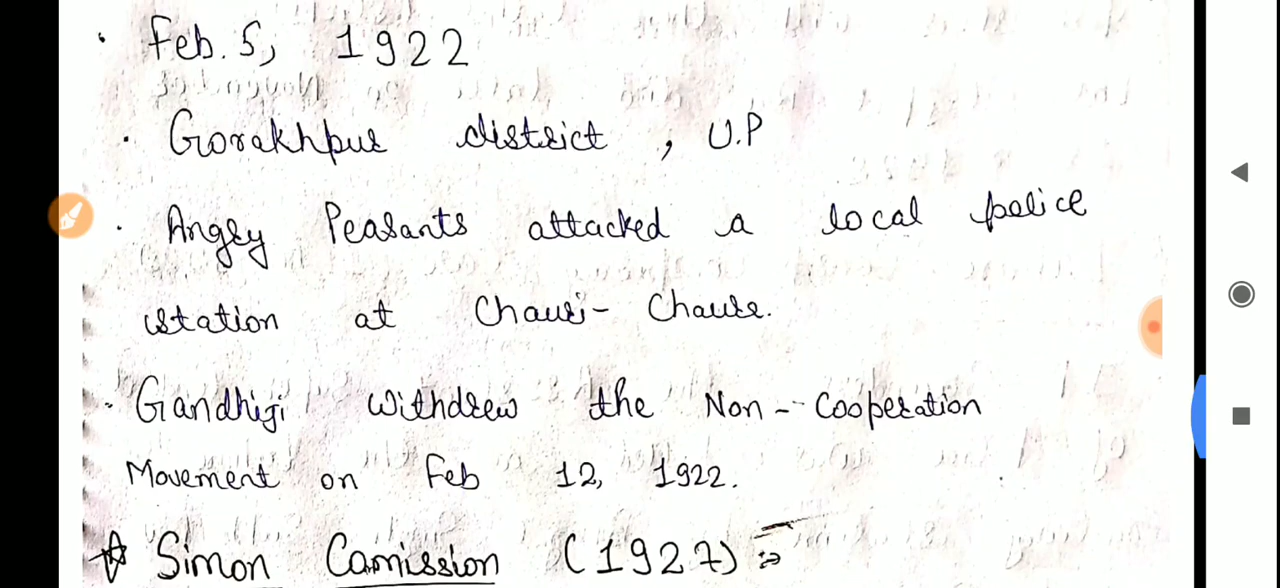 · Feb. 5, 1922
· Gorakhpur district, U.P
· Angry Peasants attacked a local police
station at Chauri- Chaura.
· Gandhiji withdrew the Non-Cooperation
Movement on Feb 12, 1922.
☆ Simon Camission (1927) :-